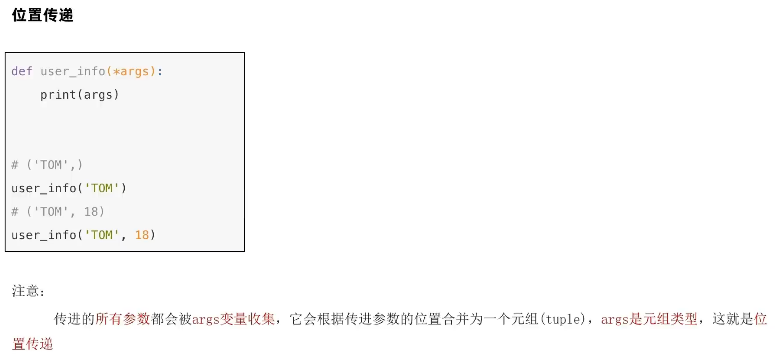 位置传递
def user_info(*args):
    print(args)
# ('TOM',)
user_info('TOM')
# ('TOM', 18)
user_info('TOM', 18)
注意:
传进的所有参数都会被args变量收集，它会根据传进参数的位置合并为一个元组(tuple)，args是元组类型，这就是位
置传递